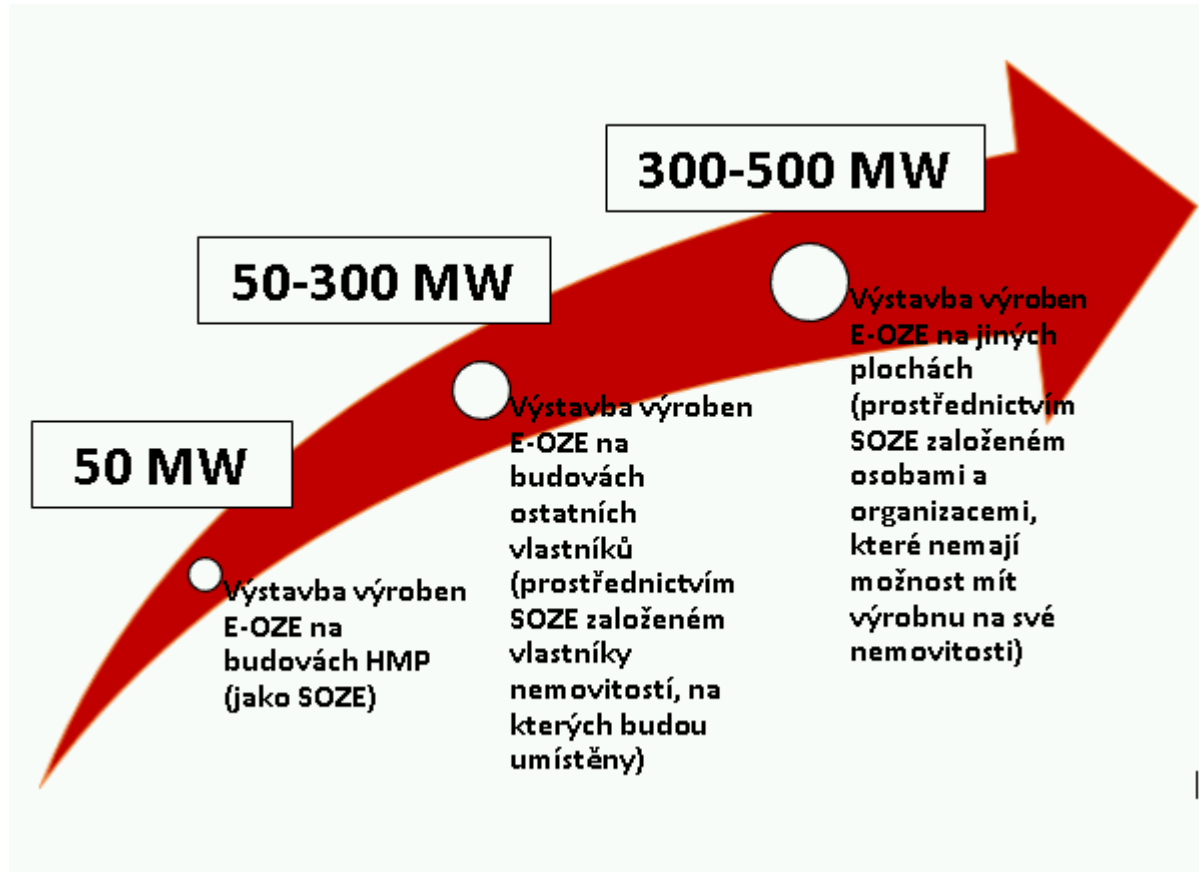 300-500 MW
50-300 MW
50 MW
Výstavba výroben
E-OZE na
budovách HMP
(jako SOZE)
Výstavba výroben
E-OZE na
budovách
ostatních
vlastníků
(prostřednictvím
SOZE založeném
vlastníky
nemovitostí, na
kterých budou
umístěny)
Výstavba výroben
E-OZE na jiných
plochách
(prostřednictvím
SOZE založeném
osobami a
organizacemi,
které nemají
možnost mít
výrobnu na své
nemovitosti)